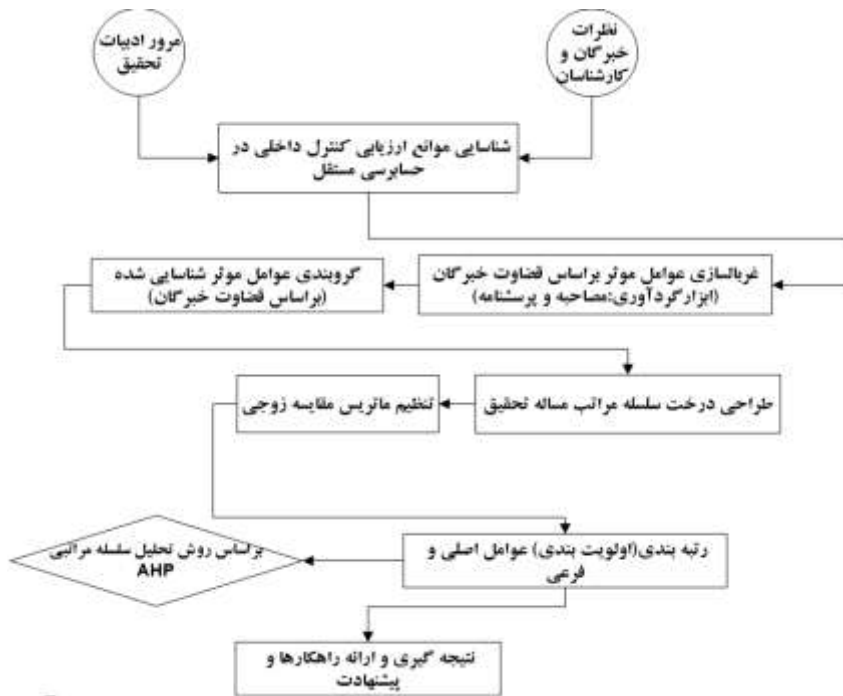 نظرات
خبرگان و
کارشناسان
مرور ادبیات
تحقیق
شناسایی موانع ارزیابی کنترل داخلی در
حسابرسی مستقل
غربالسازی عوامل موثر براساس قضاوت خبرگان
(ابزارگردآوری:مصاحبه و پرسشنامه)
گروبندی عوامل موثر شناسایی شده
(براساس قضاوت خبرگان)
طراحی درخت سلسله مراتب مساله تحقیق
تنظیم ماتریس مقایسه زوجی
رتبه بندی(اولویت بندی) عوامل اصلی و
فرعی
براساس روش تحلیل سلسله مراتبی
AHP
نتیجه گیری و ارائه راهکارها و
پیشنهادت